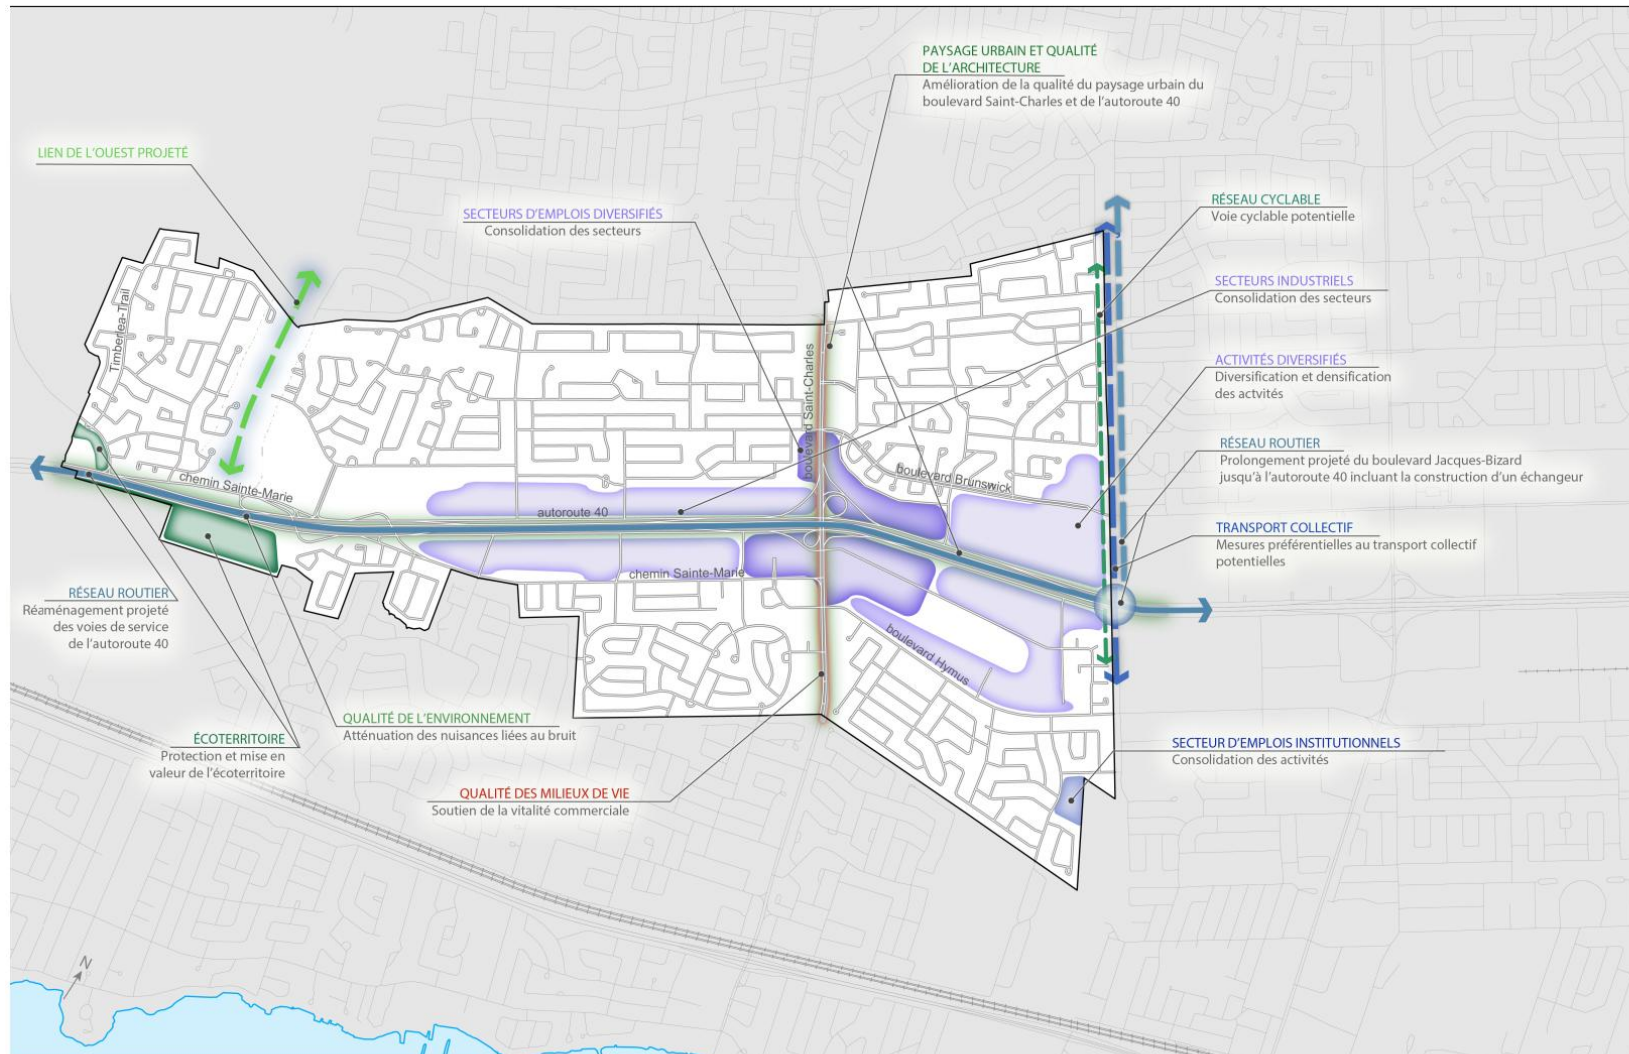 PAYSAGE URBAIN ET QUALITÉ
DE L'ARCHITECTURE
Amélioration de la qualité du paysage urbain du
boulevard Saint-Charles et de l'autoroute 40
LIEN DE L'OUEST PROJETÉ
SECTEURS D'EMPLOIS DIVERSIFIÉS
Consolidation des secteurs
RÉSEAU CYCLABLE
Voie cyclable potentielle
SECTEURS INDUSTRIELS
Consolidation des secteurs
ACTIVITÉS DIVERSIFIÉS
Diversification et densification
des actvités
RÉSEAU ROUTIER
Prolongement projeté du boulevard Jacques-Bizard
jusqu'à l'autoroute 40 incluant la construction d'un échangeur
TRANSPORT COLLECTIF
Mesures préférentielles au transport collectif
potentielles
Timberlea-Trail
boulevard Saint-Charles
boulevard Brunswick
chemin Sainte-Marie
autoroute 40
chemin Sainte-Marie
boulevard Hymus
RÉSEAU ROUTIER
Réaménagement projeté
des voies de service
de l'autoroute 40
QUALITÉ DE L'ENVIRONNEMENT
Atténuation des nuisances liées au bruit
ÉCOTERRITOIRE
Protection et mise en
valeur de l'écoterritoire
SECTEUR D'EMPLOIS INSTITUTIONNELS
Consolidation des activités
QUALITÉ DES MILIEUX DE VIE
Soutien de la vitalité commerciale
N